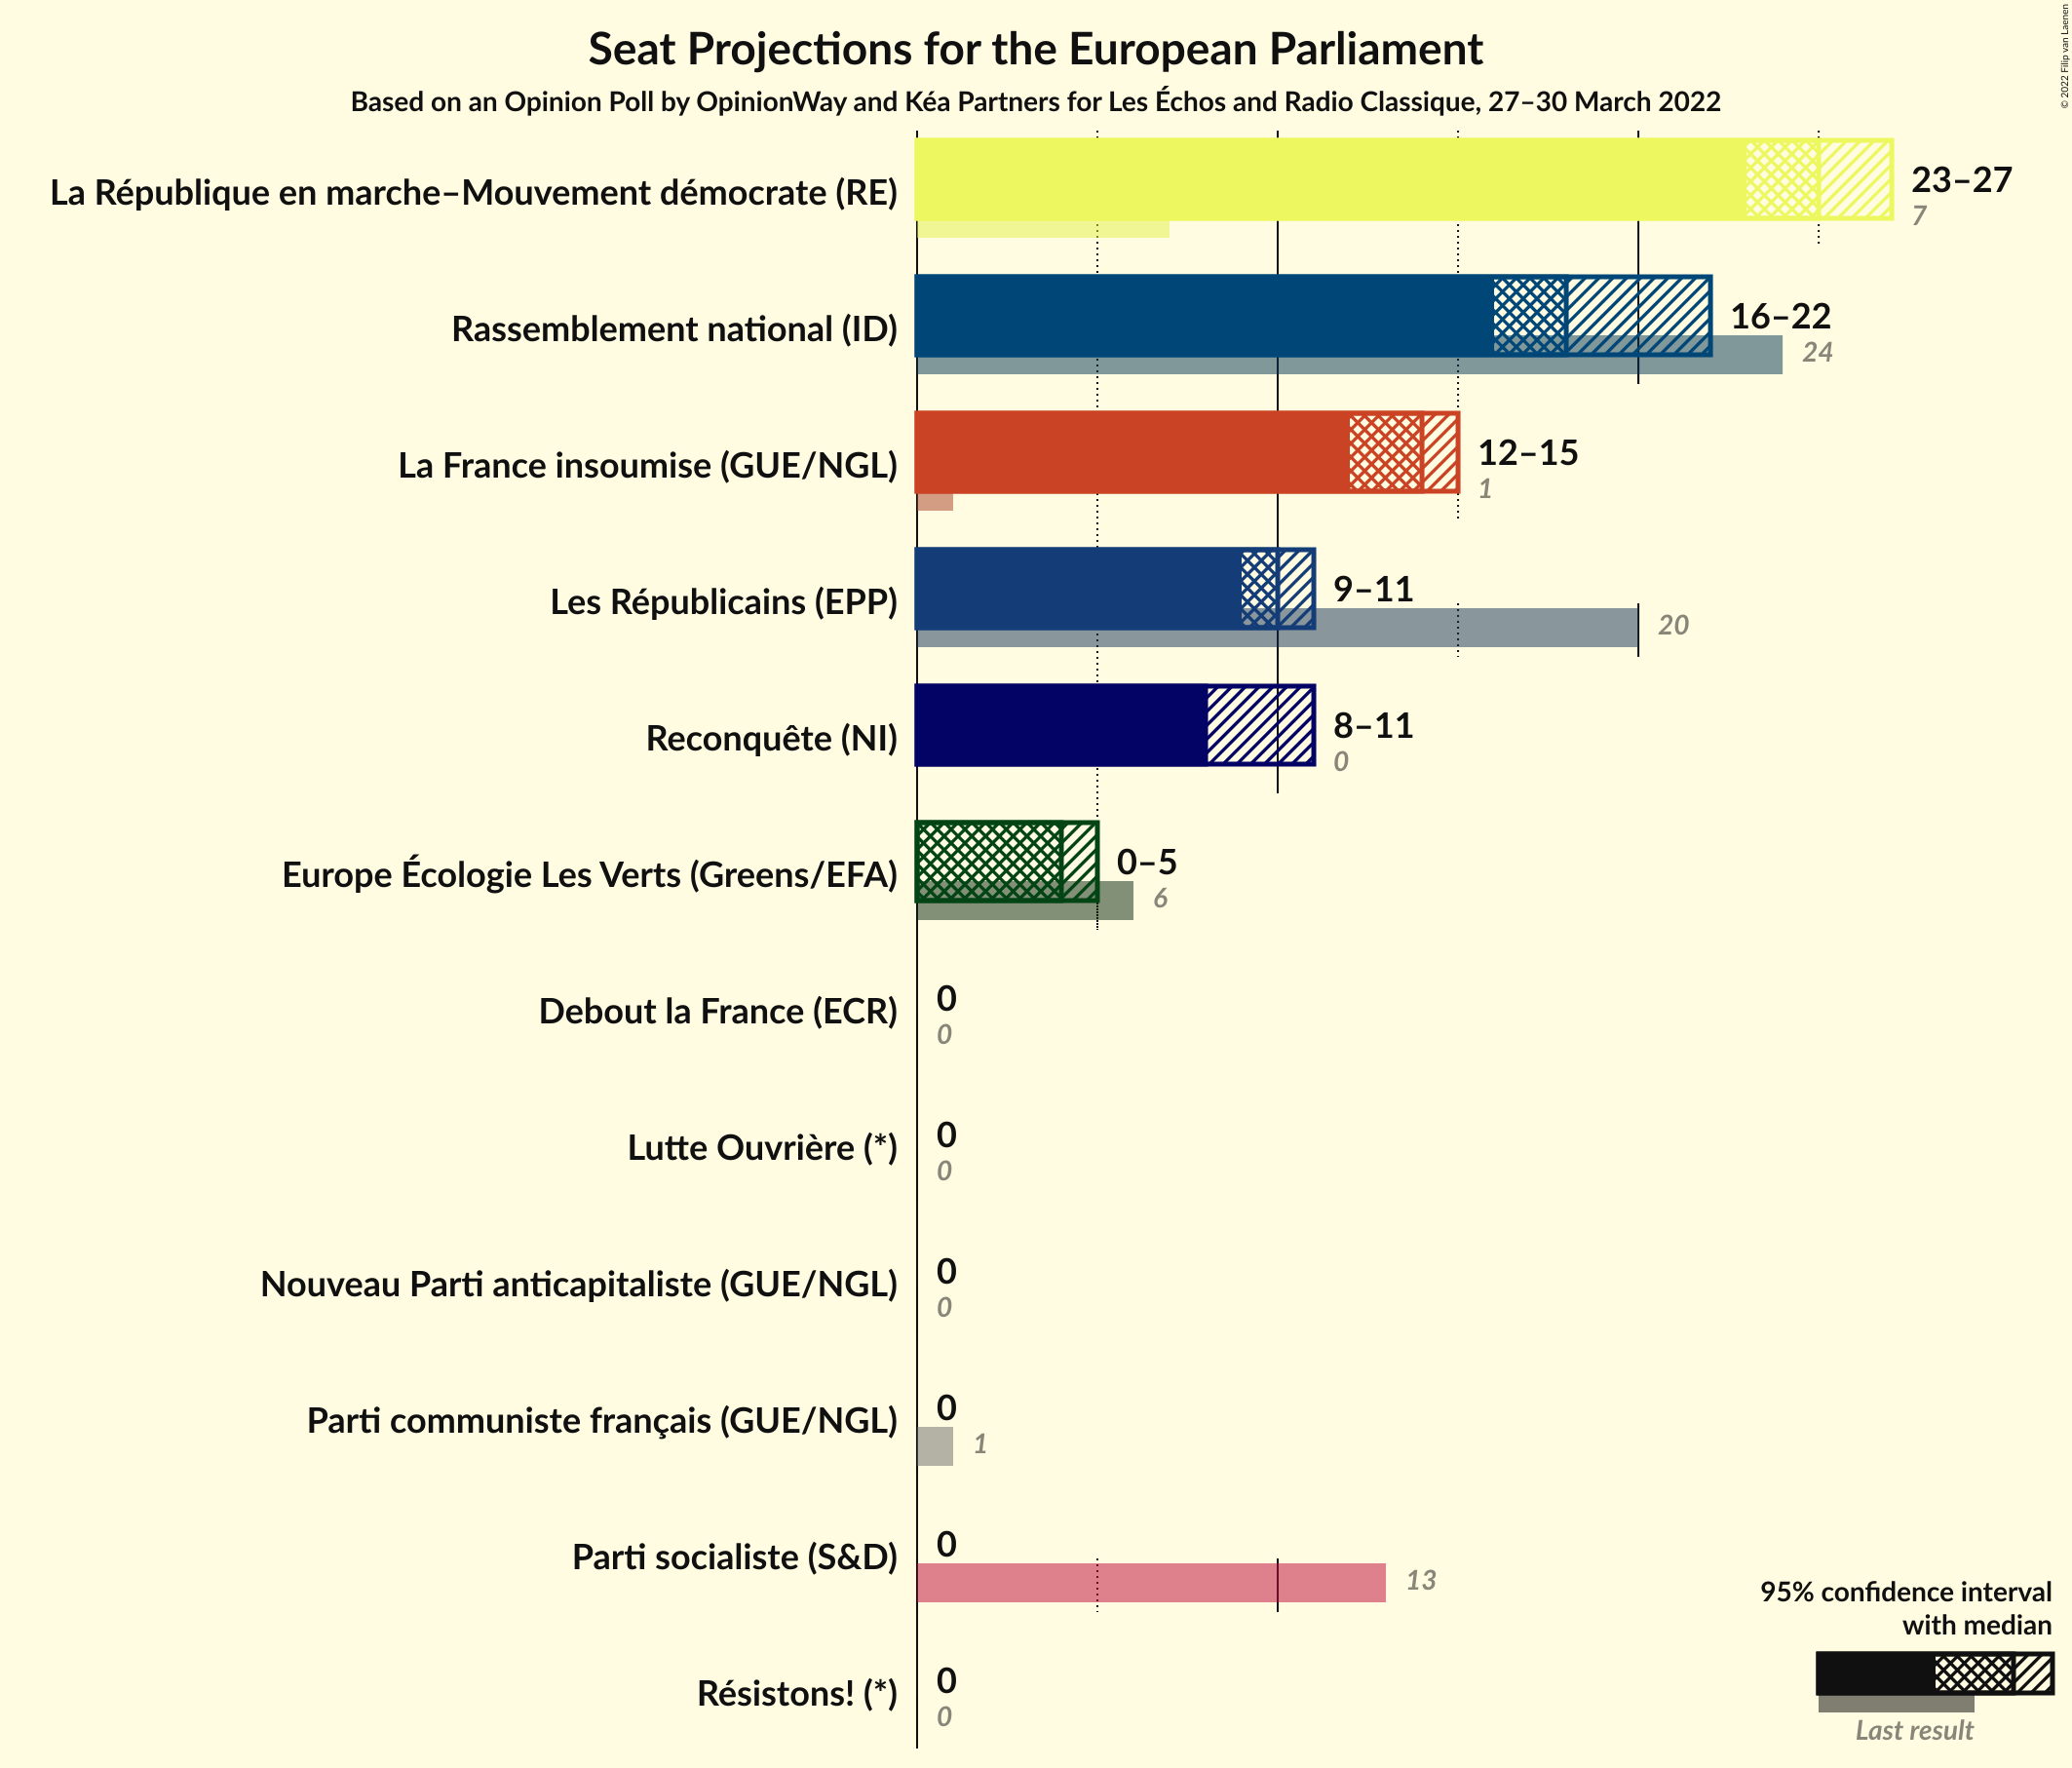 Seat Projections for the European Parliament
Based on an Opinion Poll by OpinionWay and Kéa Partners for Les Échos and Radio Classique, 27–30 March 2022
© 2022 Filip van Laenen
La République en marche–Mouvement démocrate (RE)
23–27
7
Rassemblement national (ID)
16–22
24
La France insoumise (GUE/NGL)
12–15
1
Les Républicains (EPP)
9–11
20
Reconquête (NI)
8–11
0
Europe Écologie Les Verts (Greens/EFA)
0–5
6
Debout la France (ECR)
0
0
Lutte Ouvrière (*)
0
0
Nouveau Parti anticapitaliste (GUE/NGL)
0
0
Parti communiste français (GUE/NGL)
0
1
Parti socialiste (S&D)
0
13
Résistons! (*)
0
0
95% confidence interval
with median
Last result